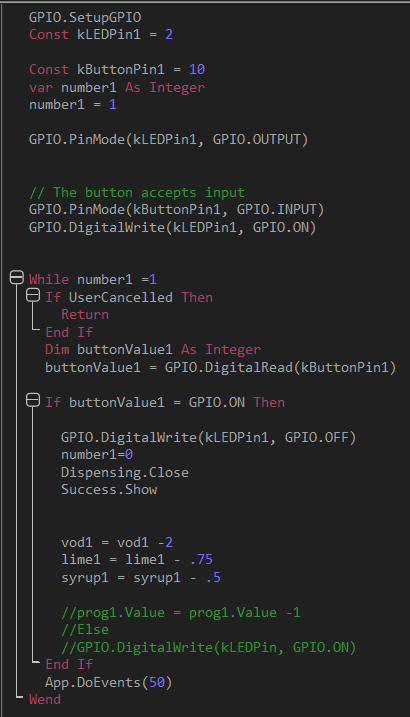 GPIO.SetupGPIO
Const kLEDPin1 = 2
Const kButtonPin1 = 10
var number1 As Integer
number1 = 1
GPIO.PinMode(kLEDPin1, GPIO.OUTPUT)
// The button accepts input
GPIO.PinMode(kButtonPin1, GPIO.INPUT)
GPIO.DigitalWrite(kLEDPin1, GPIO.ON)
While number1 =1
If UserCancelled Then
Return
End If
Dim buttonValue1 As Integer
buttonValue1 = GPIO.DigitalRead(kButtonPin1)
If buttonValue1 = GPIO.ON Then
GPIO.DigitalWrite(kLEDPin1, GPIO.OFF)
number1=0
Dispensing.Close
Success.Show
vod1 = vod1 -2
lime1 = lime1 - .75
syrup1 = syrup1 - .5
//prog1.Value = prog1.Value -1
//Else
//GPIO.DigitalWrite(kLEDPin, GPIO.ON)
End If
App.DoEvents(50)
Wend